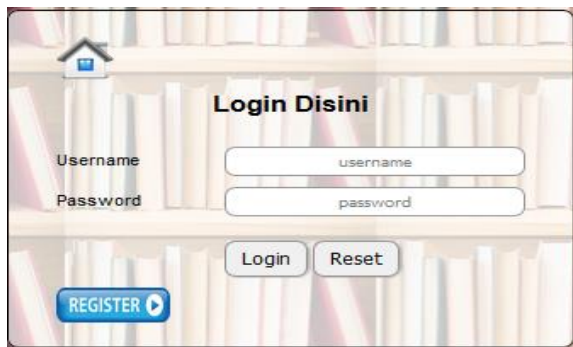 Login Disini
Username username
Password password
Login Reset
REGISTER